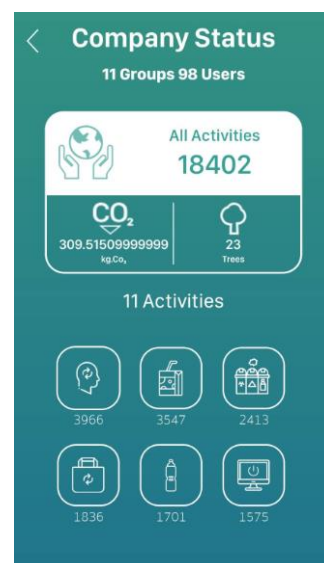 Company Status
11 Groups 98 Users
All Activities
18402
CO₂
309.51509999999
kg.Co₂
23
Trees
11 Activities
3966 3547 2413
1836 1701 1575